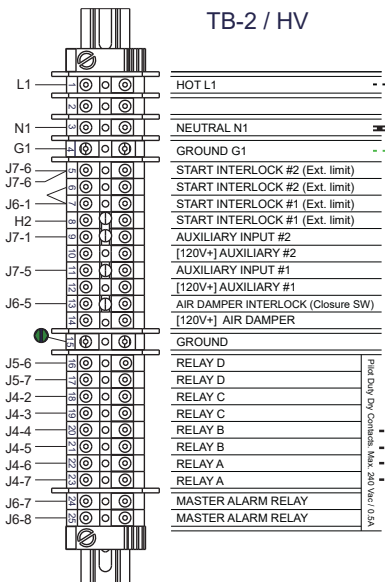 TB-2 / HV
L1 1 HOT L1
2
N1 3 NEUTRAL N1
G1 4 GROUND G1
J7-6 5 START INTERLOCK #2 (Ext. limit)
J7-6 6 START INTERLOCK #2 (Ext. limit)
J6-1 7 START INTERLOCK #1 (Ext. limit)
H2 8 START INTERLOCK #1 (Ext. limit)
J7-1 9 AUXILIARY INPUT #2
10 [120V+] AUXILIARY #2
J7-5 11 AUXILIARY INPUT #1
12 [120V+] AUXILIARY #1
J6-5 13 AIR DAMPER INTERLOCK (Closure SW)
14 [120V+] AIR DAMPER
15 GROUND
J5-6 16 RELAY D
J5-7 17 RELAY D
J4-2 18 RELAY C
J4-3 19 RELAY C
J4-4 20 RELAY B
J4-5 21 RELAY B
J4-6 22 RELAY A
J4-7 23 RELAY A
Pilot Duty Dry Contacts. Max. 240 Vac / 0.5A
J6-7 24 MASTER ALARM RELAY
J6-8 25 MASTER ALARM RELAY